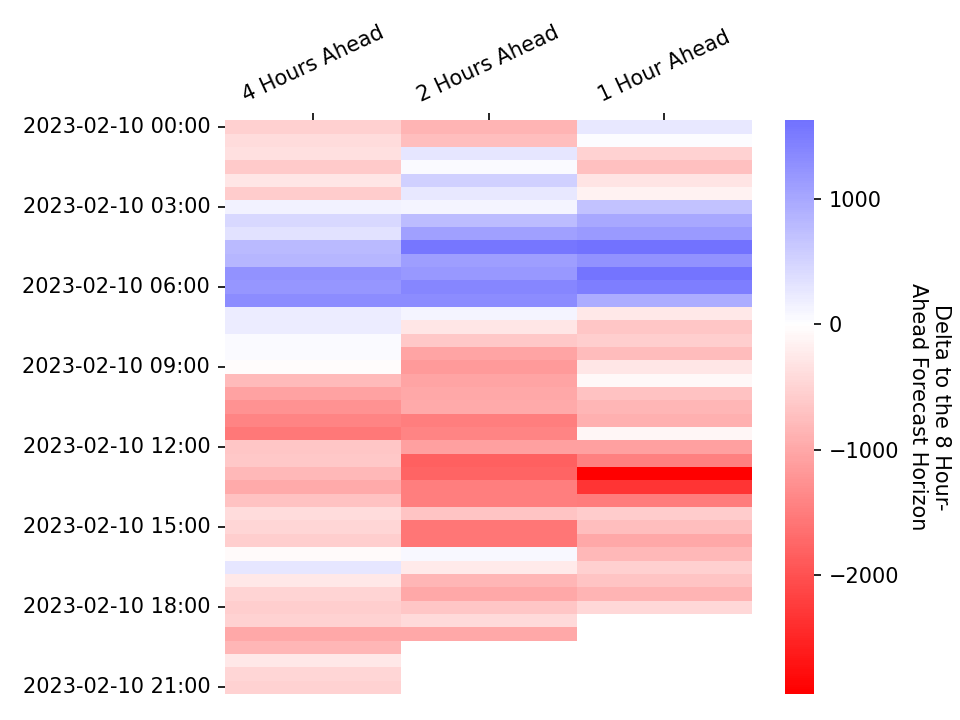 4 Hours Ahead
2 Hours Ahead
1 Hour Ahead
2023-02-10 00:00
2023-02-10 03:00
2023-02-10 06:00
2023-02-10 09:00
2023-02-10 12:00
2023-02-10 15:00
2023-02-10 18:00
2023-02-10 21:00
1000
0
−1000
−2000
Delta to the 8 Hour-
Ahead Forecast Horizon